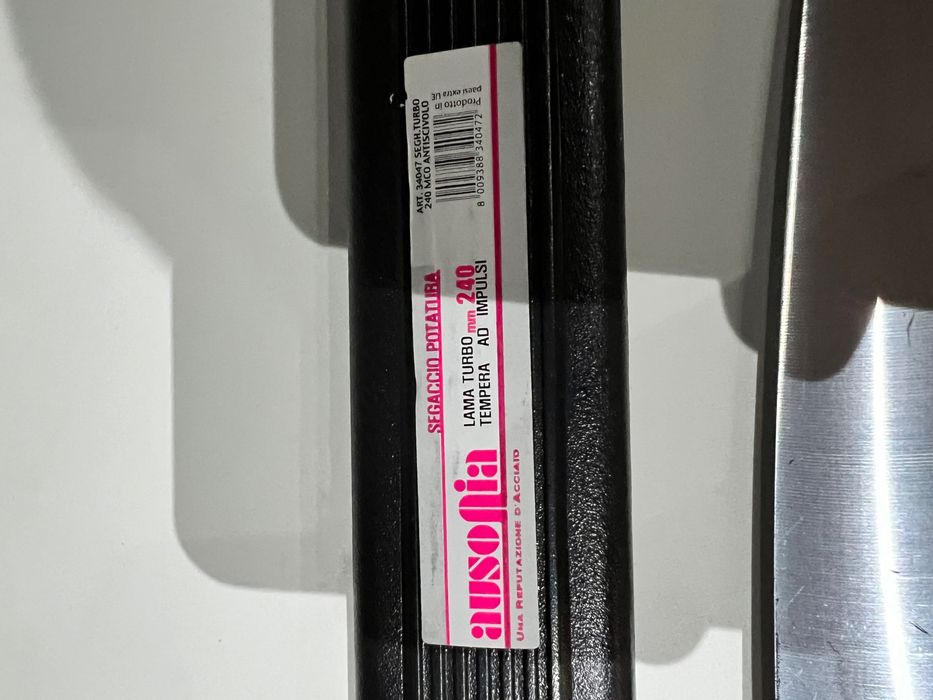 ausonia
UNA REPUTAZIONE D'ACCIAIO
SEGACCIO POTATURA
LAMA TURBO mm 240
TEMPERA AD IMPULSI
ART. 34047 SEGH.TURBO
240 MCO ANTISCIVOLO
8 009388 340472
Prodotto in
paesi extra UE